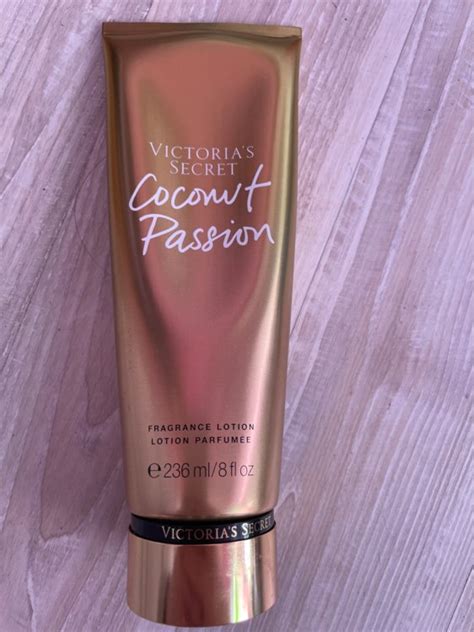 VICTORIA'S
SECRET
Coconut
Passion
FRAGRANCE LOTION
LOTION PARFUMÉE
℮236 ml/8 fl oz
VICTORIA'S SECRET